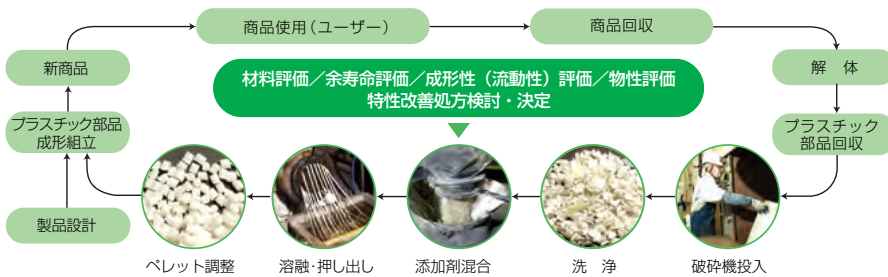 商品使用(ユーザー)
商品回収
新商品
解 体
材料評価/余寿命評価/成形性(流動性)評価/物性評価
特性改善処方検討・決定
プラスチック部品
成形組立
プラスチック
部品回収
製品設計
ペレット調整
溶融・押し出し
添加剤混合
洗 浄
破砕機投入